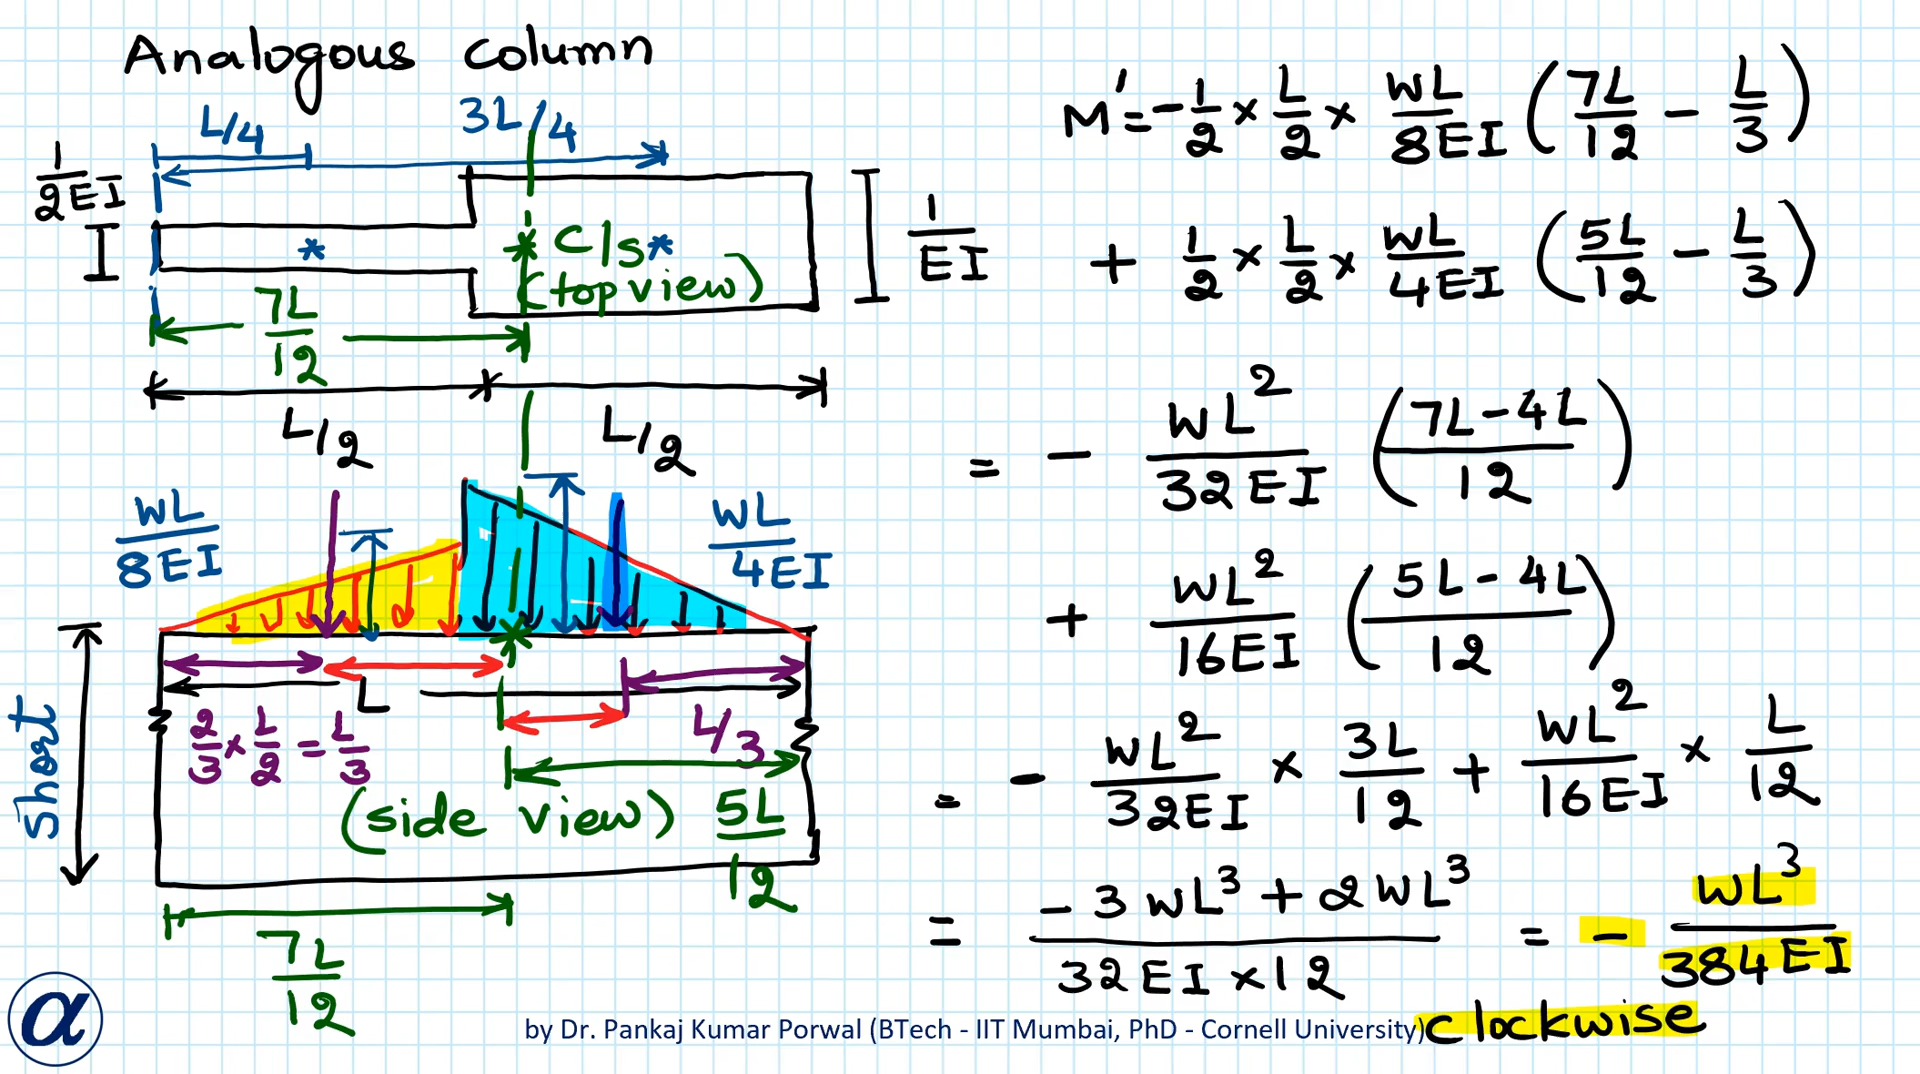 Analogous column
L/4
3L/4
1/2EI
I
C/s
(top view)
I
1/EI
7L/12
L/2
L/2
WL/8EI
WL/4EI
L
2/3 × L/2 = L/3
L/3
Short
(side view)
5L/12
7L/12
M' = - 1/2 × L/2 × WL/8EI (7L/12 - L/3)
+ 1/2 × L/2 × WL/4EI (5L/12 - L/3)
= - WL²/32EI (7L-4L/12)
+ WL²/16EI (5L-4L/12)
= - WL²/32EI × 3L/12 + WL²/16EI × L/12
= -3WL³ + 2WL³/32EI×12 = - WL³/384EI
clockwise
α
by Dr. Pankaj Kumar Porwal (BTech - IIT Mumbai, PhD - Cornell University)